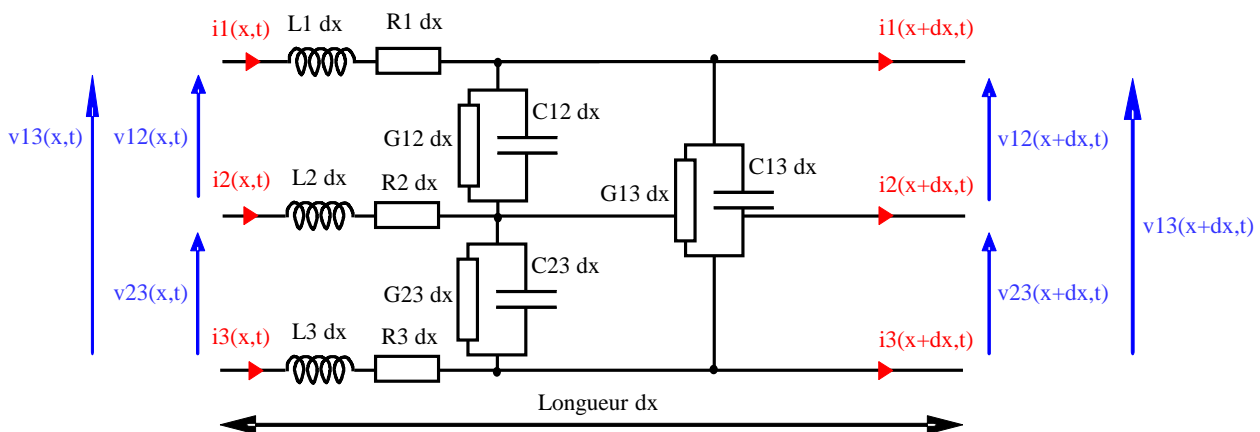 i1(x,t)
L1 dx
R1 dx
i1(x+dx,t)
C12 dx
G12 dx
v13(x,t)
v12(x,t)
v12(x+dx,t)
i2(x,t)
L2 dx
R2 dx
G13 dx
C13 dx
i2(x+dx,t)
v13(x+dx,t)
C23 dx
G23 dx
v23(x,t)
v23(x+dx,t)
i3(x,t)
L3 dx
R3 dx
i3(x+dx,t)
Longueur dx